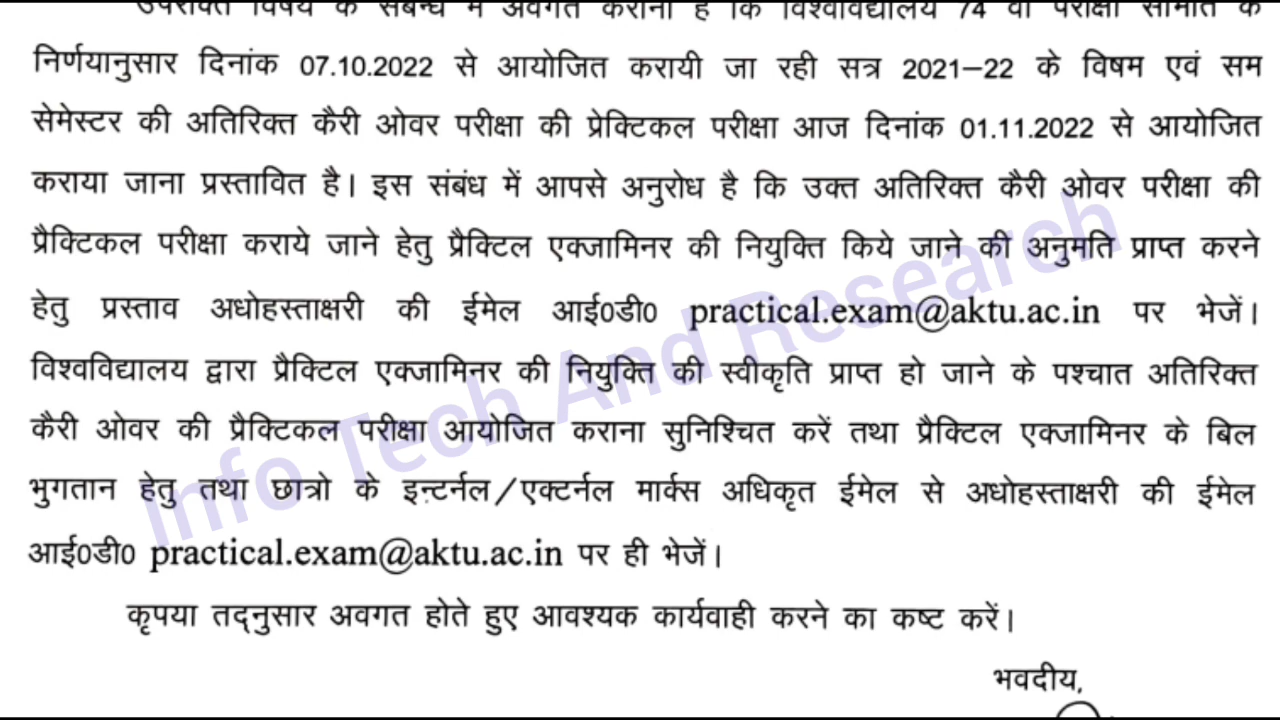 उपरोक्त विषय के संबन्ध में अवगत कराना है कि विश्वविद्यालय 74 वीं परीक्षा समिति के
निर्णयानुसार दिनांक 07.10.2022 से आयोजित करायी जा रही सत्र 2021–22 के विषम एवं सम
सेमेस्टर की अतिरिक्त कैरी ओवर परीक्षा की प्रेक्टिकल परीक्षा आज दिनांक 01.11.2022 से आयोजित
कराया जाना प्रस्तावित है। इस संबंध में आपसे अनुरोध है कि उक्त अतिरिक्त कैरी ओवर परीक्षा की
प्रैक्टिकल परीक्षा कराये जाने हेतु प्रैक्टिल एक्जामिनर की नियुक्ति किये जाने की अनुमति प्राप्त करने
हेतु प्रस्ताव अधोहस्ताक्षरी की ईमेल आई0डी0 practical.exam@aktu.ac.in पर भेजें।
विश्वविद्यालय द्वारा प्रैक्टिल एक्जामिनर की नियुक्ति की स्वीकृति प्राप्त हो जाने के पश्चात अतिरिक्त
कैरी ओवर की प्रैक्टिकल परीक्षा आयोजित कराना सुनिश्चित करें तथा प्रैक्टिल एक्जामिनर के बिल
भुगतान हेतु तथा छात्रो के इन्टर्नल/एक्टर्नल मार्क्स अधिकृत ईमेल से अधोहस्ताक्षरी की ईमेल
आई0डी0 practical.exam@aktu.ac.in पर ही भेजें।
कृपया तद्नुसार अवगत होते हुए आवश्यक कार्यवाही करने का कष्ट करें।
भवदीय,
Info Tech And Research